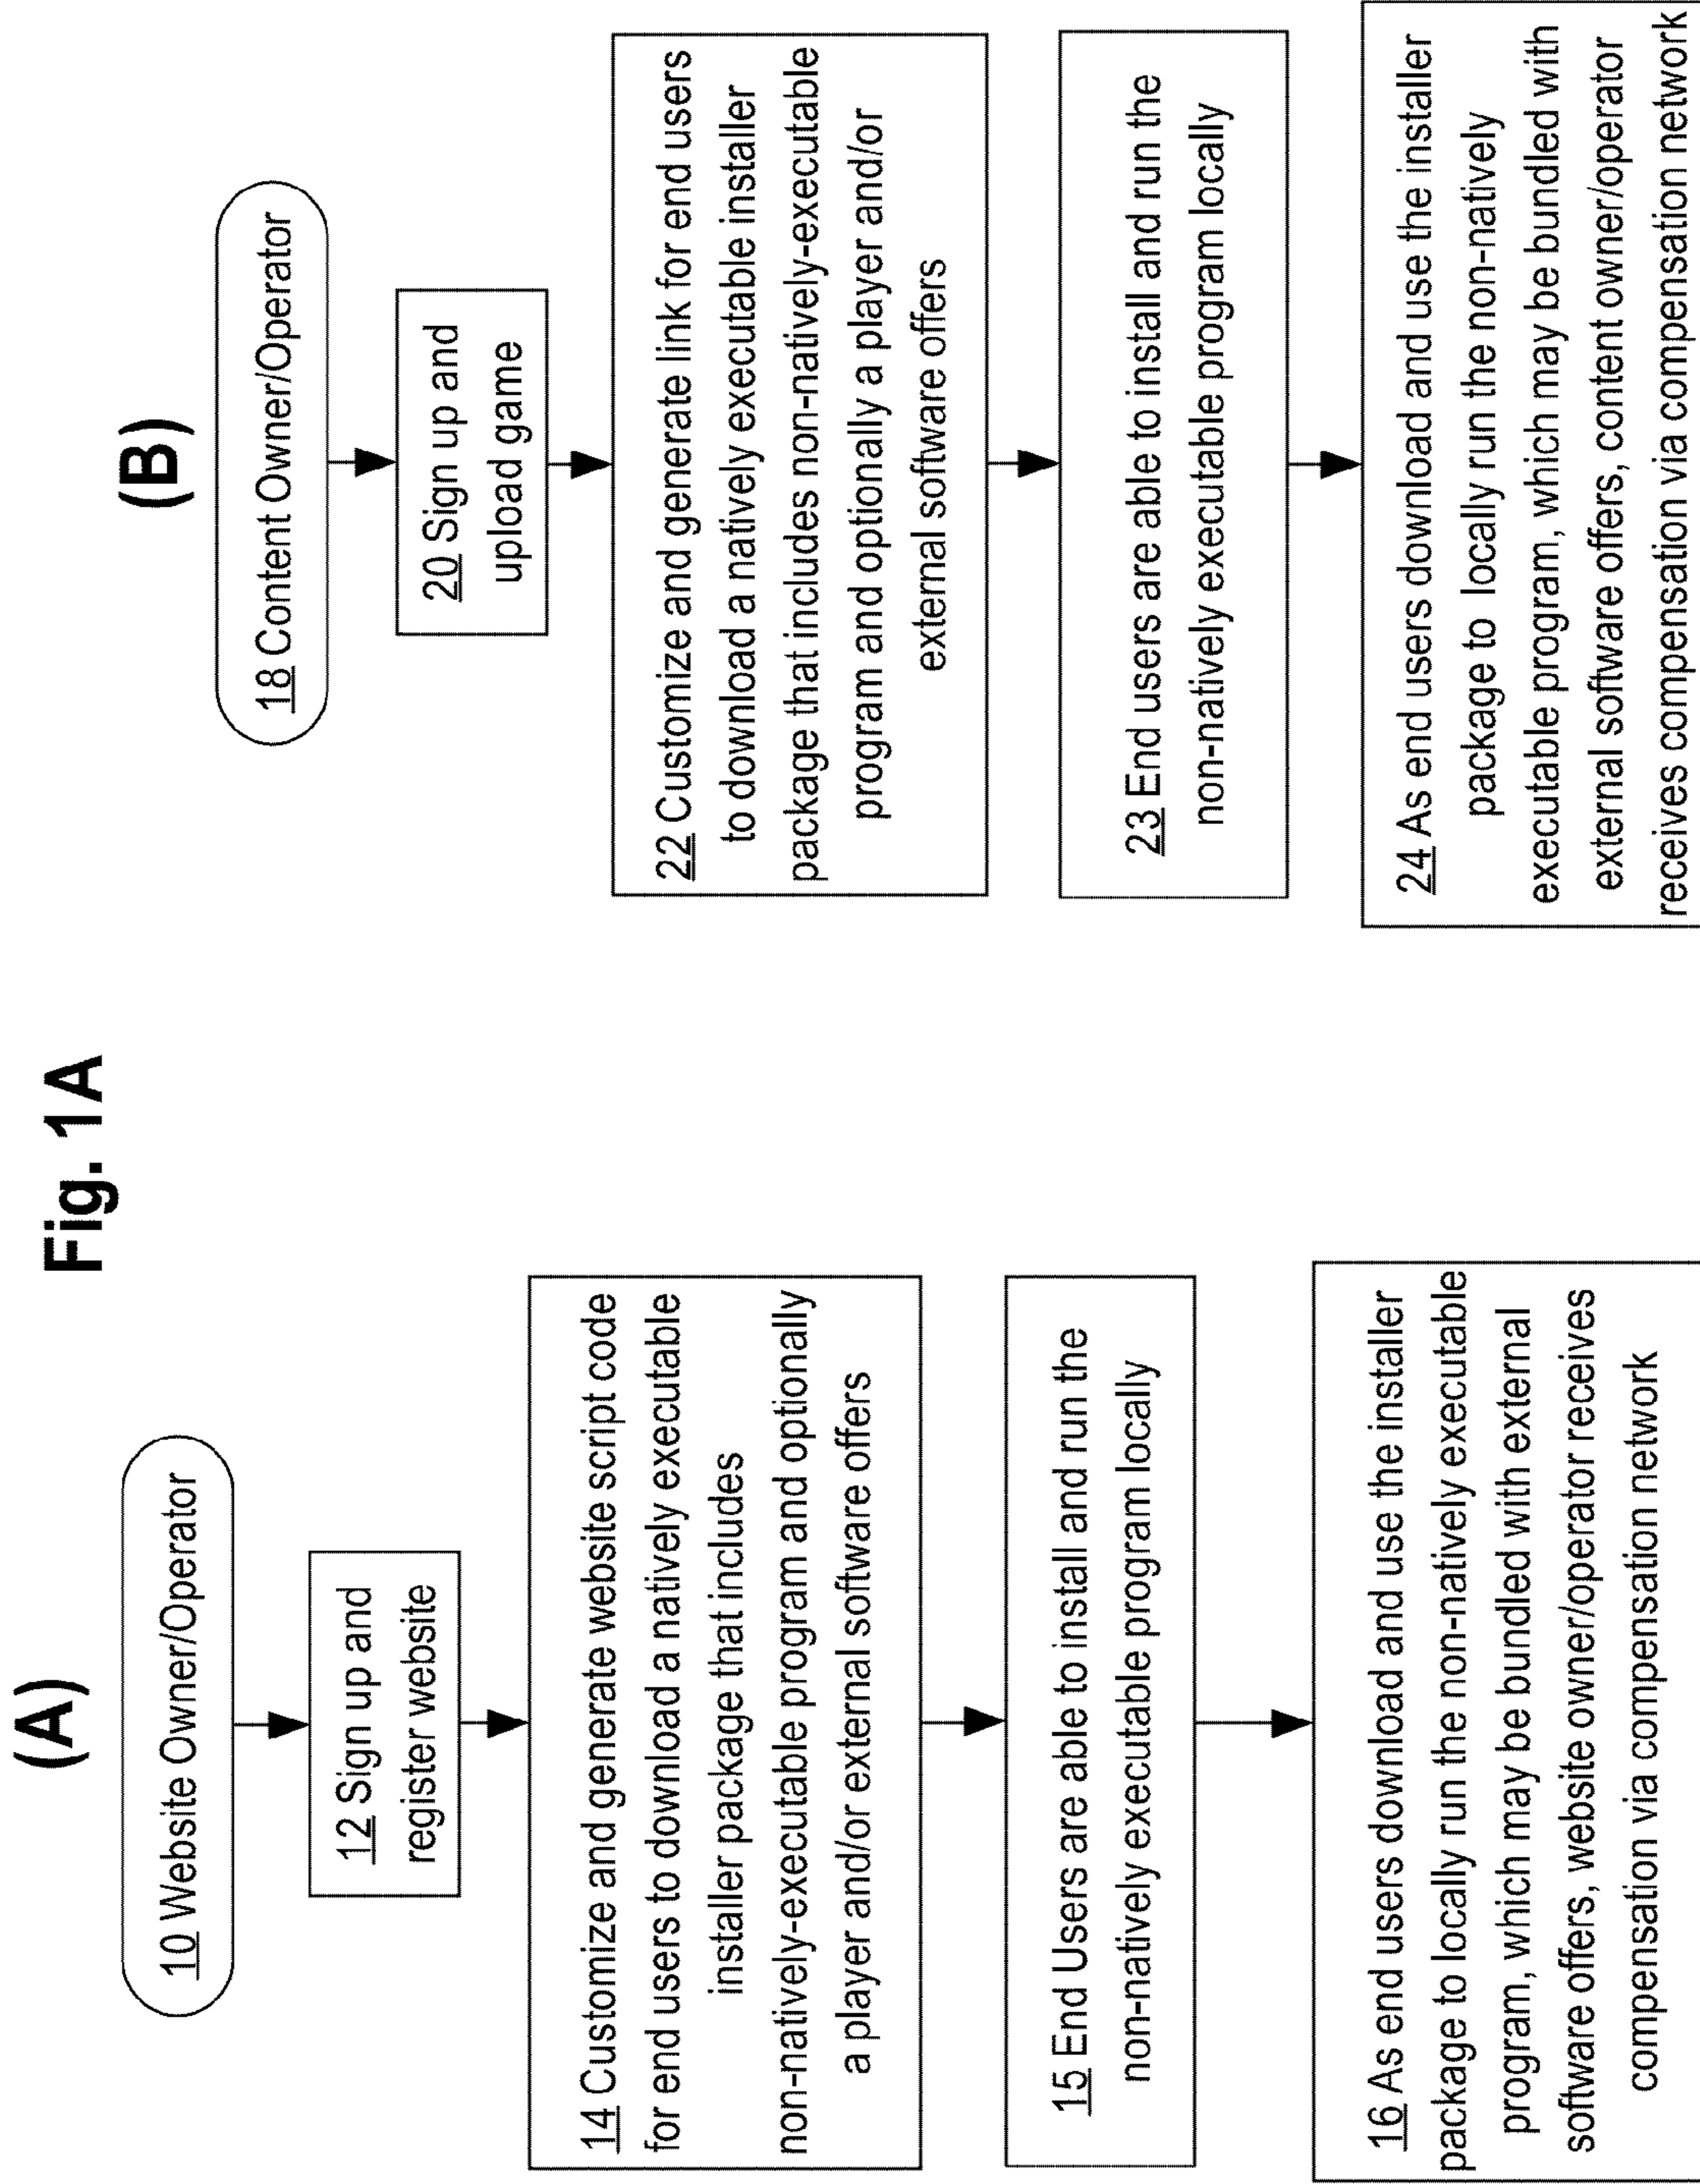 Fig. 1A
(A)
10 Website Owner/Operator
12 Sign up and
register website
14 Customize and generate website script code
for end users to download a natively executable
installer package that includes
non-natively-executable program and optionally
a player and/or external software offers
15 End Users are able to install and run the
non-natively executable program locally
16 As end users download and use the installer
package to locally run the non-natively executable
program, which may be bundled with external
software offers, website owner/operator receives
compensation via compensation network
(B)
18 Content Owner/Operator
20 Sign up and
upload game
22 Customize and generate link for end users
to download a natively executable installer
package that includes non-natively-executable
program and optionally a player and/or
external software offers
23 End users are able to install and run the
non-natively executable program locally
24 As end users download and use the installer
package to locally run the non-natively
executable program, which may be bundled with
external software offers, content owner/operator
receives compensation via compensation network